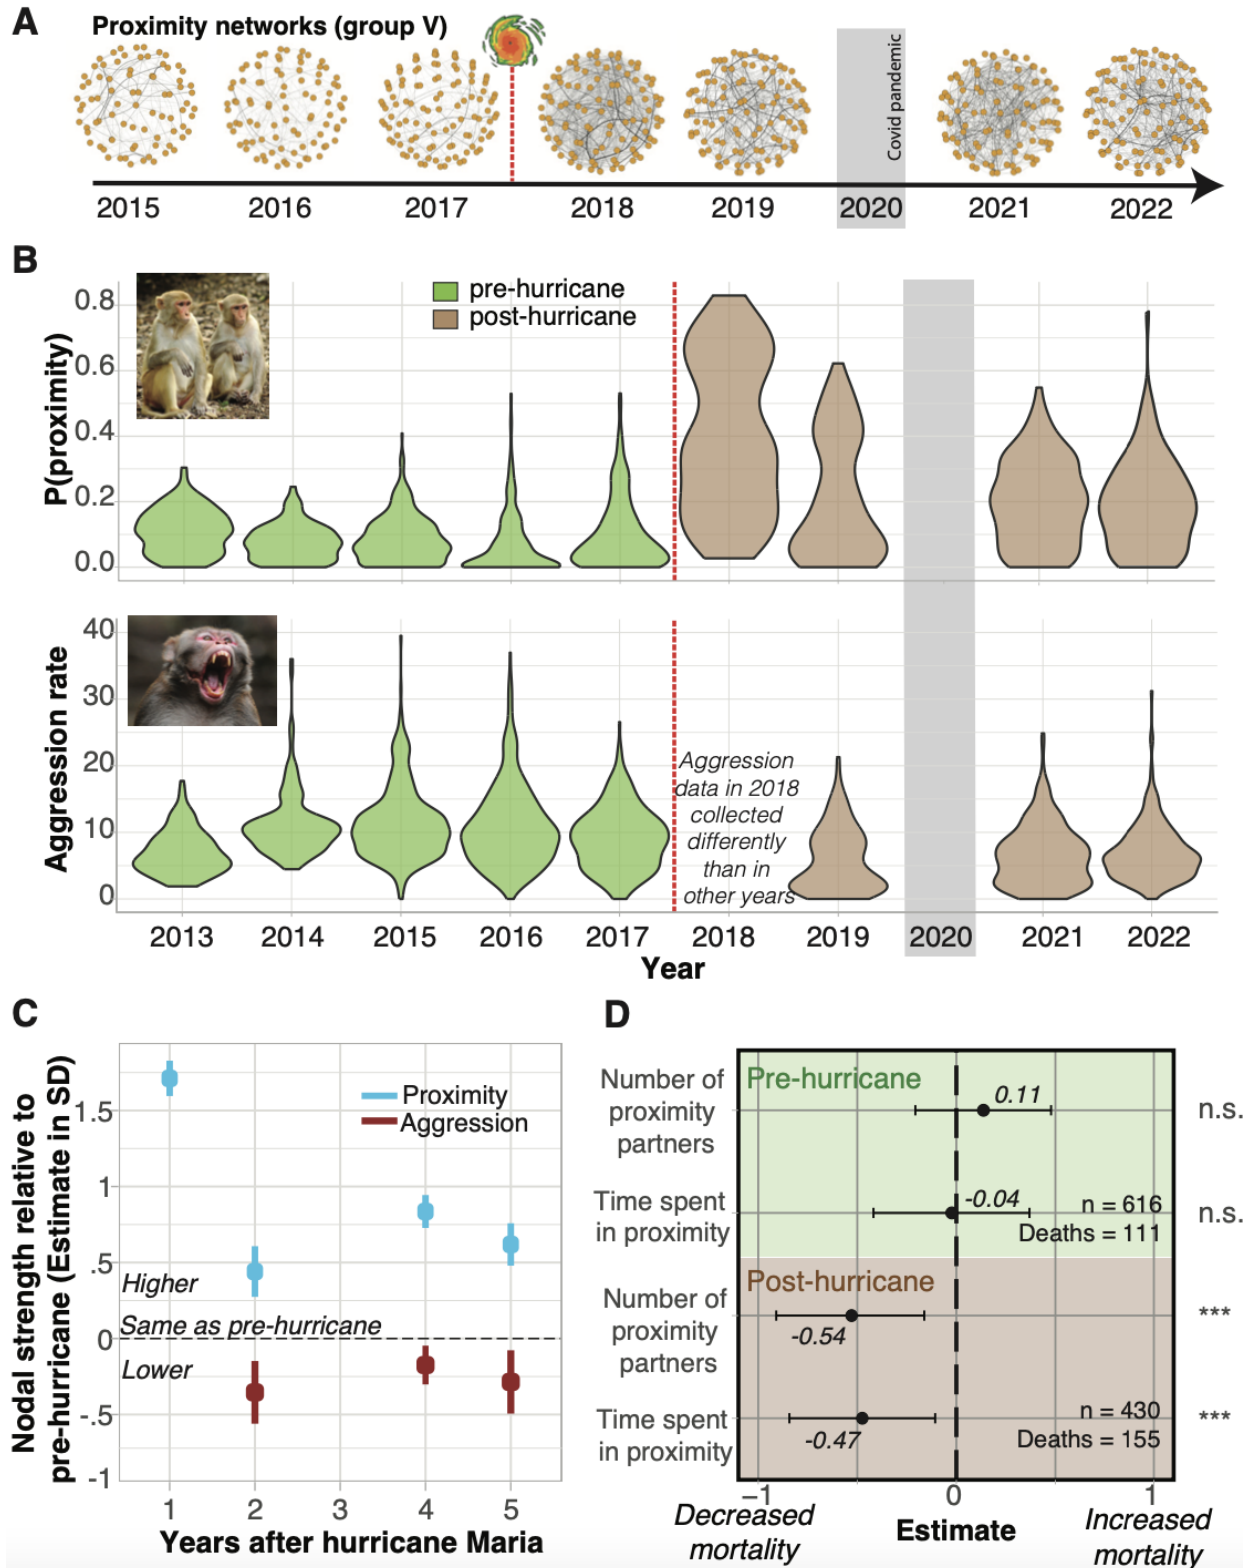 A
Proximity networks (group V)
Covid pandemic
2015
2016
2017
2018
2019
2020
2021
2022
B
pre-hurricane
post-hurricane
P(proximity)
0.8
0.6
0.4
0.2
0.0
Aggression rate
40
30
20
10
0
Aggression
data in 2018
collected
differently
than in
other years
2013
2014
2015
2016
2017
2018
2019
2020
2021
2022
Year
C
Nodal strength relative to
pre-hurricane (Estimate in SD)
1.5
1
.5
0
-.5
-1
Proximity
Aggression
Higher
Same as pre-hurricane
Lower
1
2
3
4
5
Years after hurricane Maria
D
Pre-hurricane
Number of
proximity
partners
0.11
n.s.
Time spent
in proximity
-0.04
n = 616
Deaths = 111
n.s.
Post-hurricane
Number of
proximity
partners
-0.54
***
Time spent
in proximity
-0.47
n = 430
Deaths = 155
***
−1
0
1
Decreased
mortality
Estimate
Increased
mortality